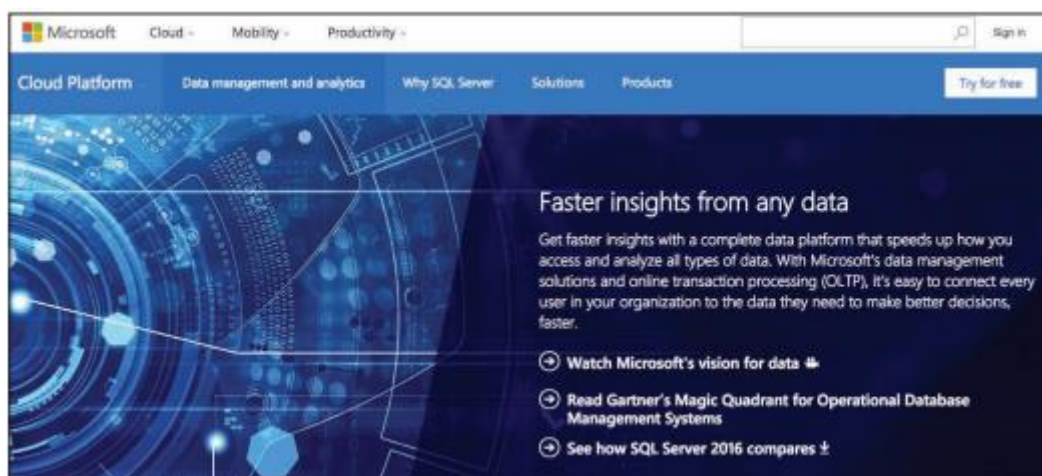 Microsoft Cloud Mobility Productivity Sign in
Cloud Platform Data management and analytics Why SQL Server Solutions Products Try for free
Faster insights from any data
Get faster insights with a complete data platform that speeds up how you
access and analyze all types of data. With Microsoft's data management
solutions and online transaction processing (OLTP), it's easy to connect every
user in your organization to the data they need to make better decisions,
faster.
Watch Microsoft's vision for data
Read Gartner's Magic Quadrant for Operational Database
Management Systems
See how SQL Server 2016 compares